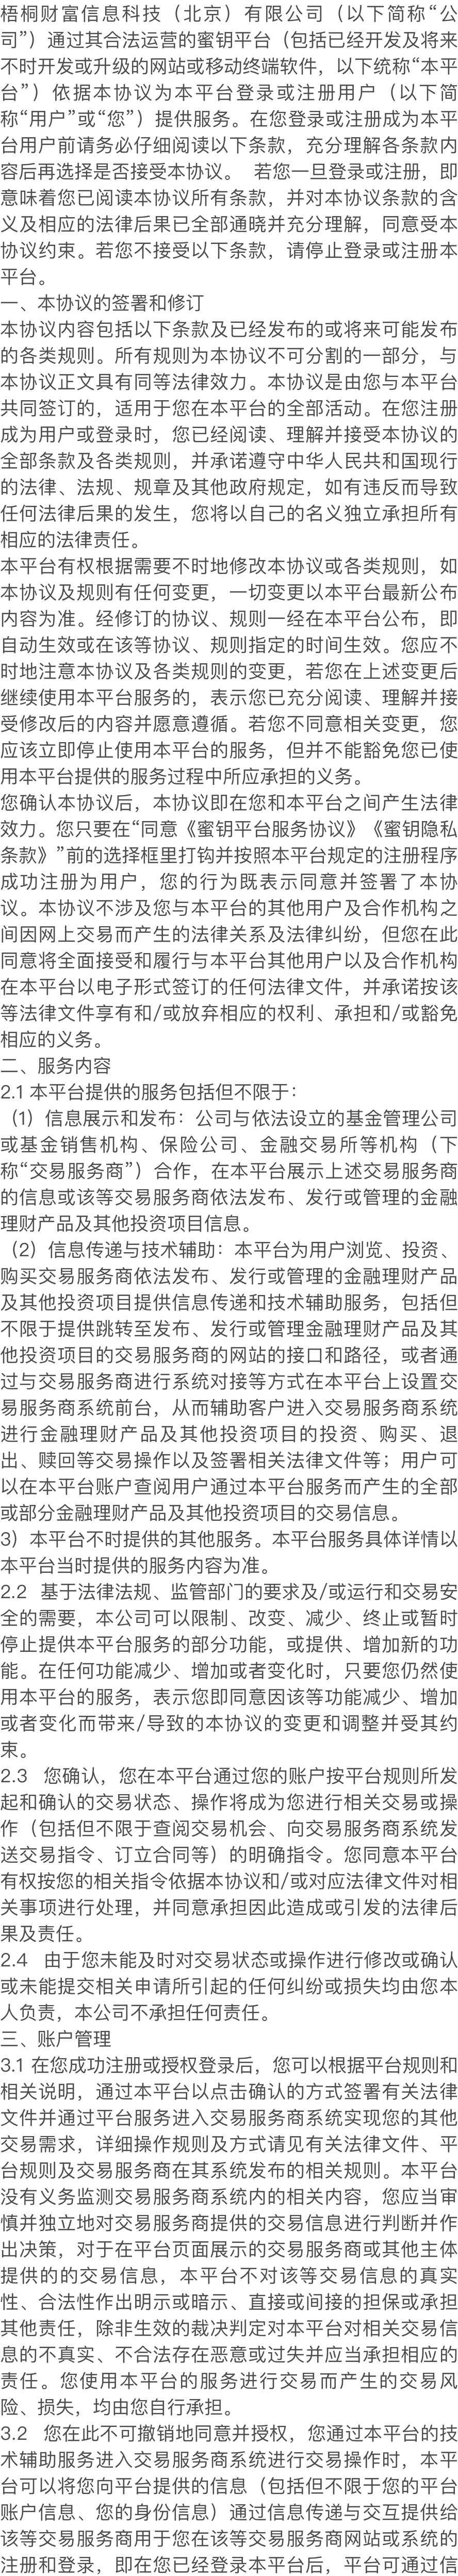 梧桐财富信息科技（北京）有限公司（以下简称“公
司”）通过其合法运营的蜜钥平台（包括已经开发及将来
不时开发或升级的网站或移动终端软件，以下统称“本平
台”）依据本协议为本平台登录或注册用户（以下简
称“用户”或“您”）提供服务。在您登录或注册成为本平
台用户前请务必仔细阅读以下条款，充分理解各条款内
容后再选择是否接受本协议。 若您一旦登录或注册，即
意味着您已阅读本协议所有条款，并对本协议条款的含
义及相应的法律后果已全部通晓并充分理解，同意受本
协议约束。若您不接受以下条款，请停止登录或注册本
平台。
一、本协议的签署和修订
本协议内容包括以下条款及已经发布的或将来可能发布
的各类规则。所有规则为本协议不可分割的一部分，与
本协议正文具有同等法律效力。本协议是由您与本平台
共同签订的，适用于您在本平台的全部活动。在您注册
成为用户或登录时，您已经阅读、理解并接受本协议的
全部条款及各类规则，并承诺遵守中华人民共和国现行
的法律、法规、规章及其他政府规定，如有违反而导致
任何法律后果的发生，您将以自己的名义独立承担所有
相应的法律责任。
本平台有权根据需要不时地修改本协议或各类规则，如
本协议及规则有任何变更，一切变更以本平台最新公布
内容为准。经修订的协议、规则一经在本平台公布，即
自动生效或在该等协议、规则指定的时间生效。您应不
时地注意本协议及各类规则的变更，若您在上述变更后
继续使用本平台服务的，表示您已充分阅读、理解并接
受修改后的内容并愿意遵循。若您不同意相关变更，您
应该立即停止使用本平台的服务，但并不能豁免您已使
用本平台提供的服务过程中所应承担的义务。
您确认本协议后，本协议即在您和本平台之间产生法律
效力。您只要在“同意《蜜钥平台服务协议》《蜜钥隐私
条款》”前的选择框里打钩并按照本平台规定的注册程序
成功注册为用户，您的行为既表示同意并签署了本协
议。本协议不涉及您与本平台的其他用户及合作机构之
间因网上交易而产生的法律关系及法律纠纷，但您在此
同意将全面接受和履行与本平台其他用户以及合作机构
在本平台以电子形式签订的任何法律文件，并承诺按该
等法律文件享有和/或放弃相应的权利、承担和/或豁免
相应的义务。
二、服务内容
2.1 本平台提供的服务包括但不限于：
（1）信息展示和发布：公司与依法设立的基金管理公司
或基金销售机构、保险公司、金融交易所等机构（下
称“交易服务商”）合作，在本平台展示上述交易服务商
的信息或该等交易服务商依法发布、发行或管理的金融
理财产品及其他投资项目信息。
（2）信息传递与技术辅助：本平台为用户浏览、投资、
购买交易服务商依法发布、发行或管理的金融理财产品
及其他投资项目提供信息传递和技术辅助服务，包括但
不限于提供跳转至发布、发行或管理金融理财产品及其
他投资项目的交易服务商的网站的接口和路径，或者通
过与交易服务商进行系统对接等方式在本平台上设置交
易服务商系统前台，从而辅助客户进入交易服务商系统
进行金融理财产品及其他投资项目的投资、购买、退
出、赎回等交易操作以及签署相关法律文件等；用户可
以在本平台账户查阅用户通过本平台服务而产生的全部
或部分金融理财产品及其他投资项目的交易信息。
3）本平台不时提供的其他服务。本平台服务具体详情以
本平台当时提供的服务内容为准。
2.2 基于法律法规、监管部门的要求及/或运行和交易安
全的需要，本公司可以限制、改变、减少、终止或暂时
停止提供本平台服务的部分功能，或提供、增加新的功
能。在任何功能减少、增加或者变化时，只要您仍然使
用本平台的服务，表示您即同意因该等功能减少、增加
或者变化而带来/导致的本协议的变更和调整并受其约
束。
2.3 您确认，您在本平台通过您的账户按平台规则所发
起和确认的交易状态、操作将成为您进行相关交易或操
作（包括但不限于查阅交易机会、向交易服务商系统发
送交易指令、订立合同等）的明确指令。您同意本平台
有权按您的相关指令依据本协议和/或对应法律文件对相
关事项进行处理，并同意承担因此造成或引发的法律后
果及责任。
2.4 由于您未能及时对交易状态或操作进行修改或确认
或未能提交相关申请所引起的任何纠纷或损失均由您本
人负责，本公司不承担任何责任。
三、账户管理
3.1 在您成功注册或授权登录后，您可以根据平台规则和
相关说明，通过本平台以点击确认的方式签署有关法律
文件并通过平台服务进入交易服务商系统实现您的其他
交易需求，详细操作规则及方式请见有关法律文件、平
台规则及交易服务商在其系统发布的相关规则。本平台
没有义务监测交易服务商系统内的相关内容，您应当审
慎并独立地对交易服务商提供的交易信息进行判断并作
出决策，对于在平台页面展示的交易服务商或其他主体
提供的的交易信息，本平台不对该等交易信息的真实
性、合法性作出明示或暗示、直接或间接的担保或承担
其他责任，除非生效的裁决判定对本平台对相关交易信
息的不真实、不合法存在恶意或过失并应当承担相应的
责任。您使用本平台的服务进行交易而产生的交易风
险、损失，均由您自行承担。
3.2 您在此不可撤销地同意并授权，您通过本平台的技
术辅助服务进入交易服务商系统进行交易操作时，本平
台可以将您向平台提供的信息（包括但不限于您的平台
账户信息、您的身份信息）通过信息传递与交互提供给
该等交易服务商用于您在该等交易服务商网站或系统的
注册和登录，即在您已经登录本平台后，平台可通过信